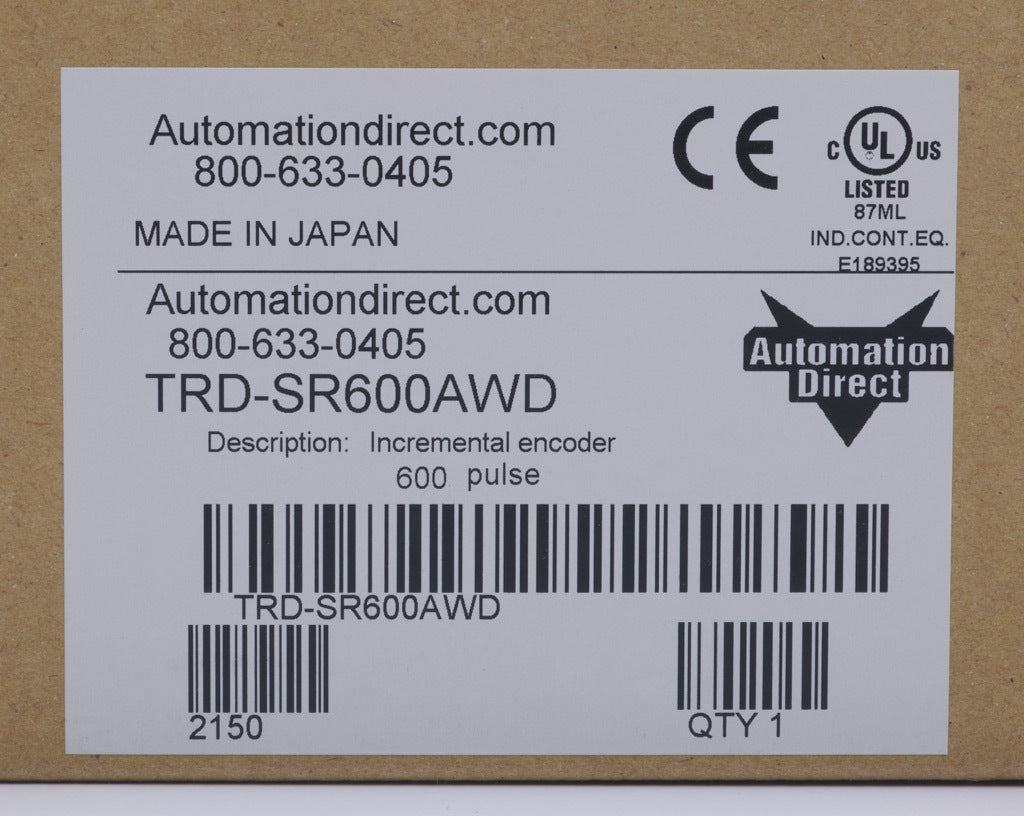 Automationdirect.com
800-633-0405
MADE IN JAPAN
CE
C UL US
LISTED
87ML
IND.CONT.EQ.
E189395
Automationdirect.com
800-633-0405
TRD-SR600AWD
Description: Incremental encoder
600 pulse
Automation
Direct
TRD-SR600AWD
2150
QTY 1